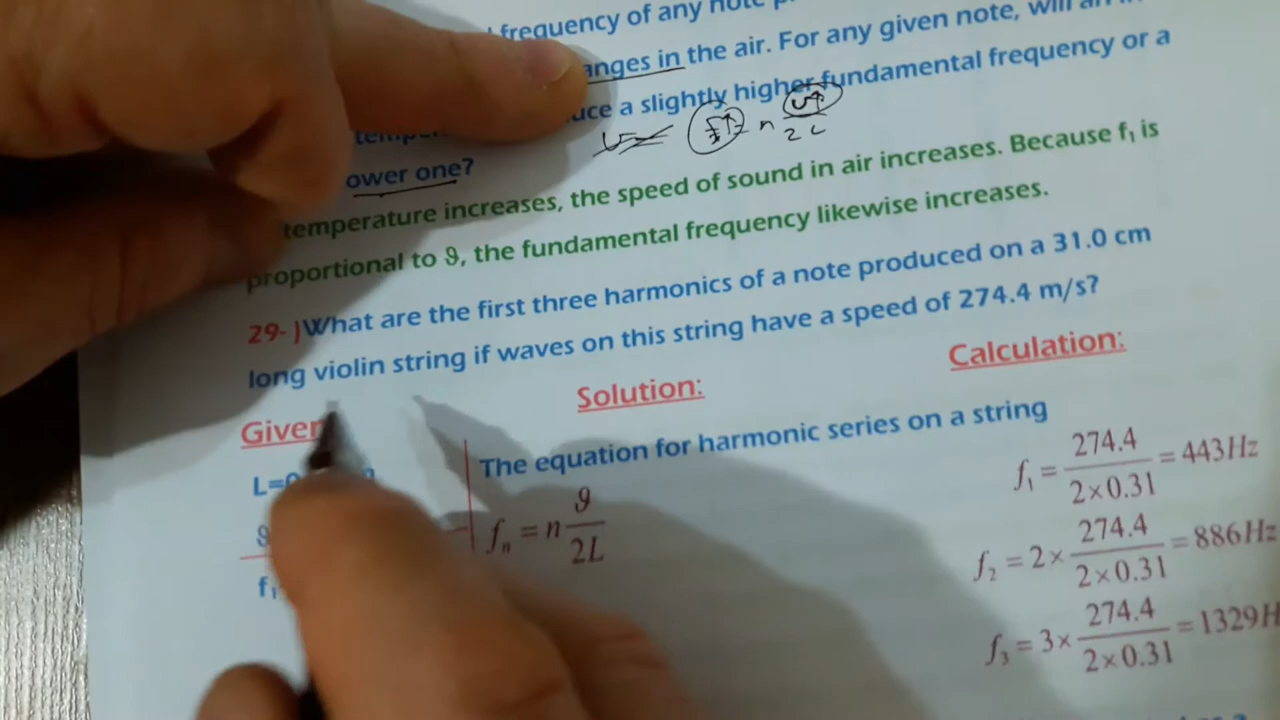 frequency of any note
anges in the air. For any given note, will an
uce a slightly higher fundamental frequency or a
ower one?
f↑ = n v↑ / 2L
temperature increases, the speed of sound in air increases. Because f₁ is
proportional to ϑ, the fundamental frequency likewise increases.
29- )What are the first three harmonics of a note produced on a 31.0 cm
long violin string if waves on this string have a speed of 274.4 m/s?
Given Solution: Calculation:
L=0 The equation for harmonic series on a string
ϑ fₙ = n ϑ / 2L
f₁
f₁ = 274.4 / 2×0.31 = 443Hz
f₂ = 2× 274.4 / 2×0.31 = 886Hz
f₃ = 3× 274.4 / 2×0.31 = 1329H